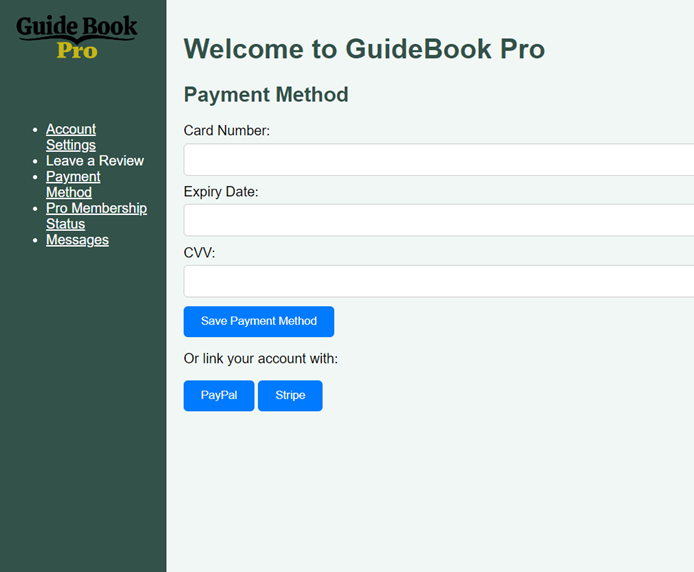 Guide Book
Pro
Account
Settings
Leave a Review
Payment
Method
Pro Membership
Status
Messages
Welcome to GuideBook Pro
Payment Method
Card Number:
Expiry Date:
CVV:
Save Payment Method
Or link your account with:
PayPal Stripe